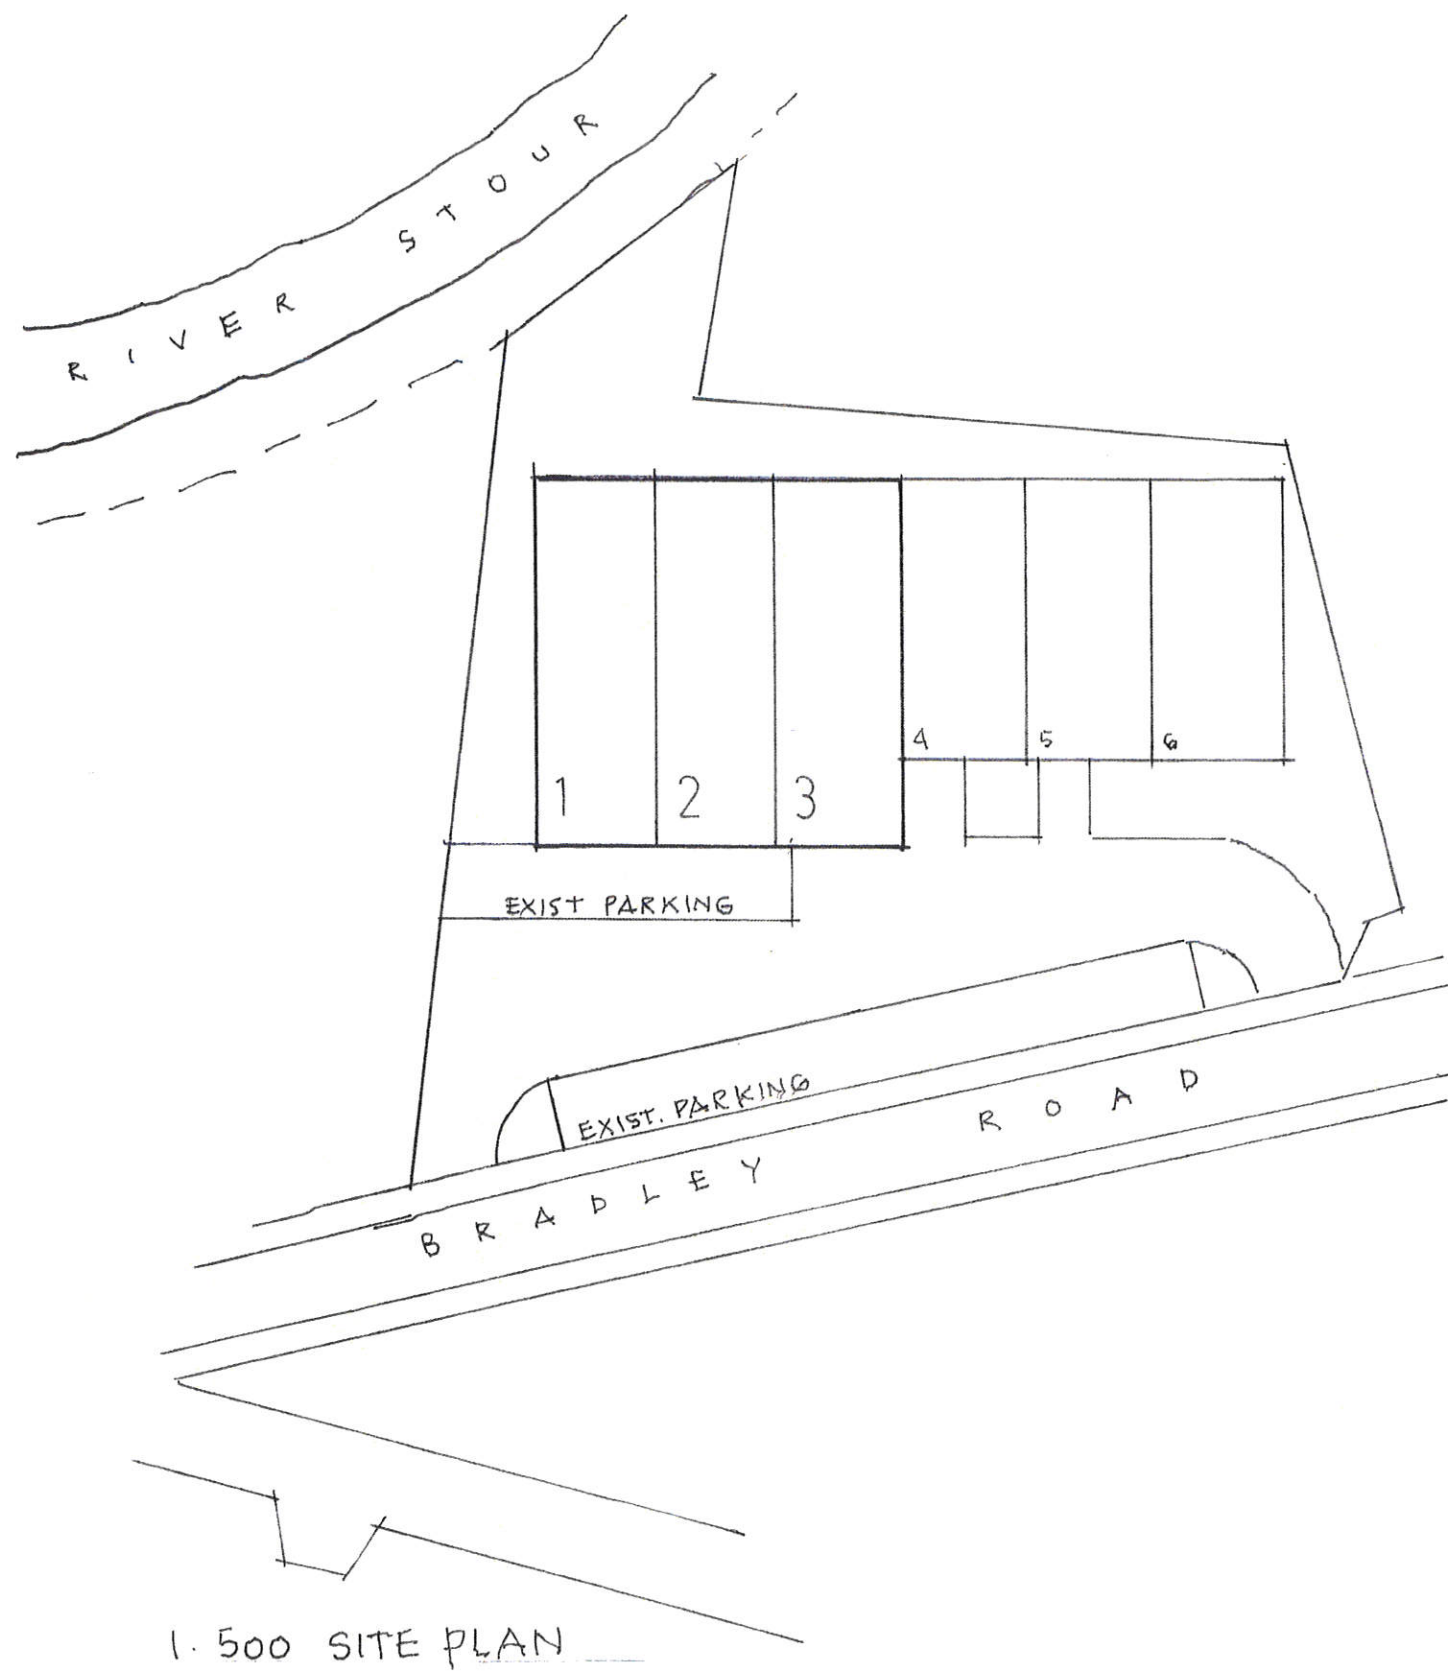 RIVER STOUR
4 5 6
1 2 3
EXIST PARKING
EXIST. PARKING
BRADLEY ROAD
1.500 SITE PLAN